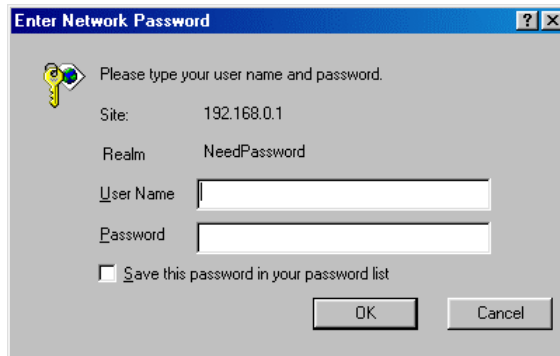 Enter Network Password
Please type your user name and password.
Site: 192.168.0.1
Realm NeedPassword
User Name
Password
Save this password in your password list
OK Cancel